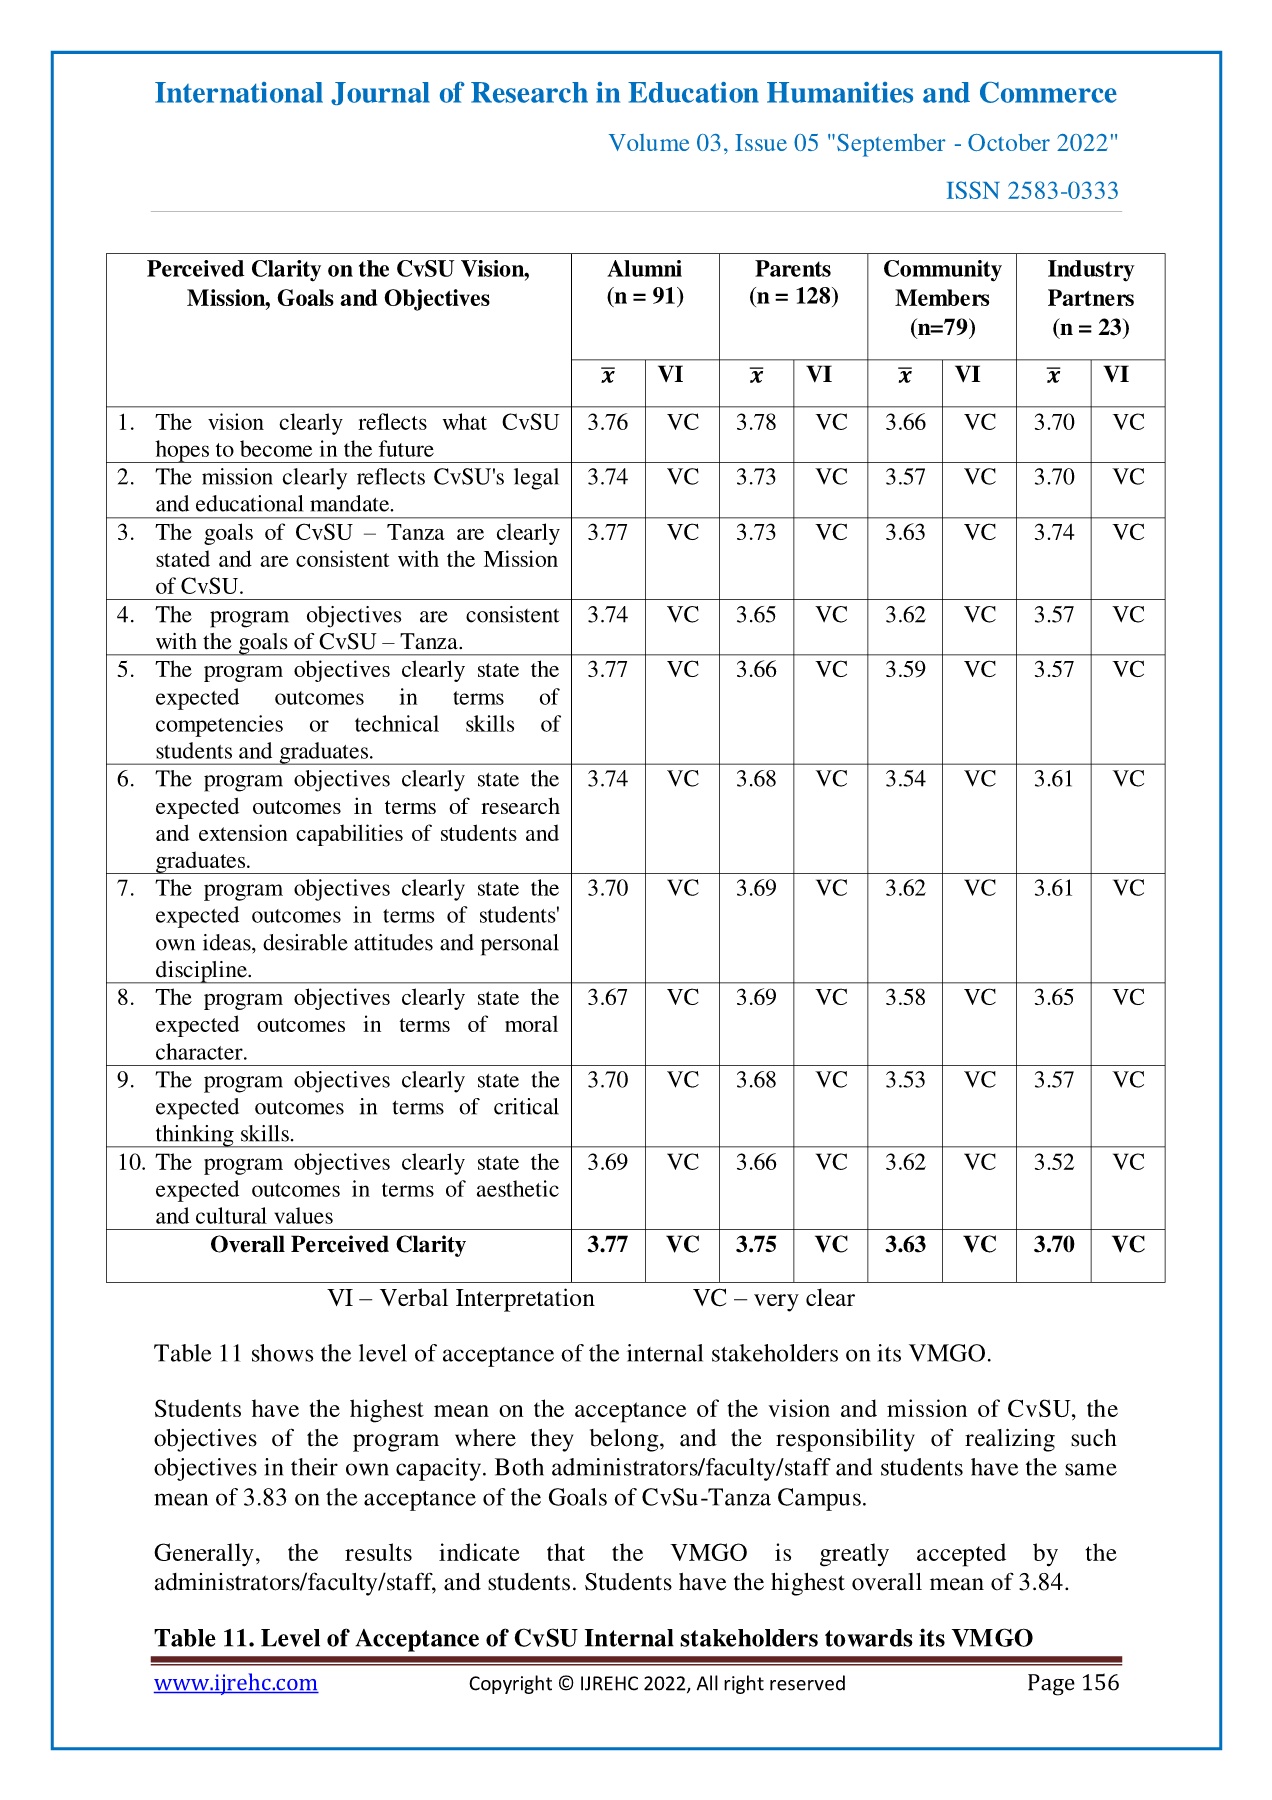 International Journal of Research in Education Humanities and Commerce
Volume 03, Issue 05 "September - October 2022"
ISSN 2583-0333
Perceived Clarity on the CvSU Vision, Mission, Goals and Objectives
Alumni (n = 91)
Parents (n = 128)
Community Members (n=79)
Industry Partners (n = 23)
x̅ VI x̅ VI x̅ VI x̅ VI
1. The vision clearly reflects what CvSU 3.76 VC 3.78 VC 3.66 VC 3.70 VC
hopes to become in the future
2. The mission clearly reflects CvSU's legal 3.74 VC 3.73 VC 3.57 VC 3.70 VC
and educational mandate.
3. The goals of CvSU – Tanza are clearly 3.77 VC 3.73 VC 3.63 VC 3.74 VC
stated and are consistent with the Mission
of CvSU.
4. The program objectives are consistent 3.74 VC 3.65 VC 3.62 VC 3.57 VC
with the goals of CvSU – Tanza.
5. The program objectives clearly state the 3.77 VC 3.66 VC 3.59 VC 3.57 VC
expected outcomes in terms of
competencies or technical skills of
students and graduates.
6. The program objectives clearly state the 3.74 VC 3.68 VC 3.54 VC 3.61 VC
expected outcomes in terms of research
and extension capabilities of students and
graduates.
7. The program objectives clearly state the 3.70 VC 3.69 VC 3.62 VC 3.61 VC
expected outcomes in terms of students'
own ideas, desirable attitudes and personal
discipline.
8. The program objectives clearly state the 3.67 VC 3.69 VC 3.58 VC 3.65 VC
expected outcomes in terms of moral
character.
9. The program objectives clearly state the 3.70 VC 3.68 VC 3.53 VC 3.57 VC
expected outcomes in terms of critical
thinking skills.
10. The program objectives clearly state the 3.69 VC 3.66 VC 3.62 VC 3.52 VC
expected outcomes in terms of aesthetic
and cultural values
Overall Perceived Clarity 3.77 VC 3.75 VC 3.63 VC 3.70 VC
VI – Verbal Interpretation VC – very clear
Table 11 shows the level of acceptance of the internal stakeholders on its VMGO.
Students have the highest mean on the acceptance of the vision and mission of CvSU, the
objectives of the program where they belong, and the responsibility of realizing such
objectives in their own capacity. Both administrators/faculty/staff and students have the same
mean of 3.83 on the acceptance of the Goals of CvSu-Tanza Campus.
Generally, the results indicate that the VMGO is greatly accepted by the
administrators/faculty/staff, and students. Students have the highest overall mean of 3.84.
Table 11. Level of Acceptance of CvSU Internal stakeholders towards its VMGO
www.ijrehc.com Copyright © IJREHC 2022, All right reserved Page 156